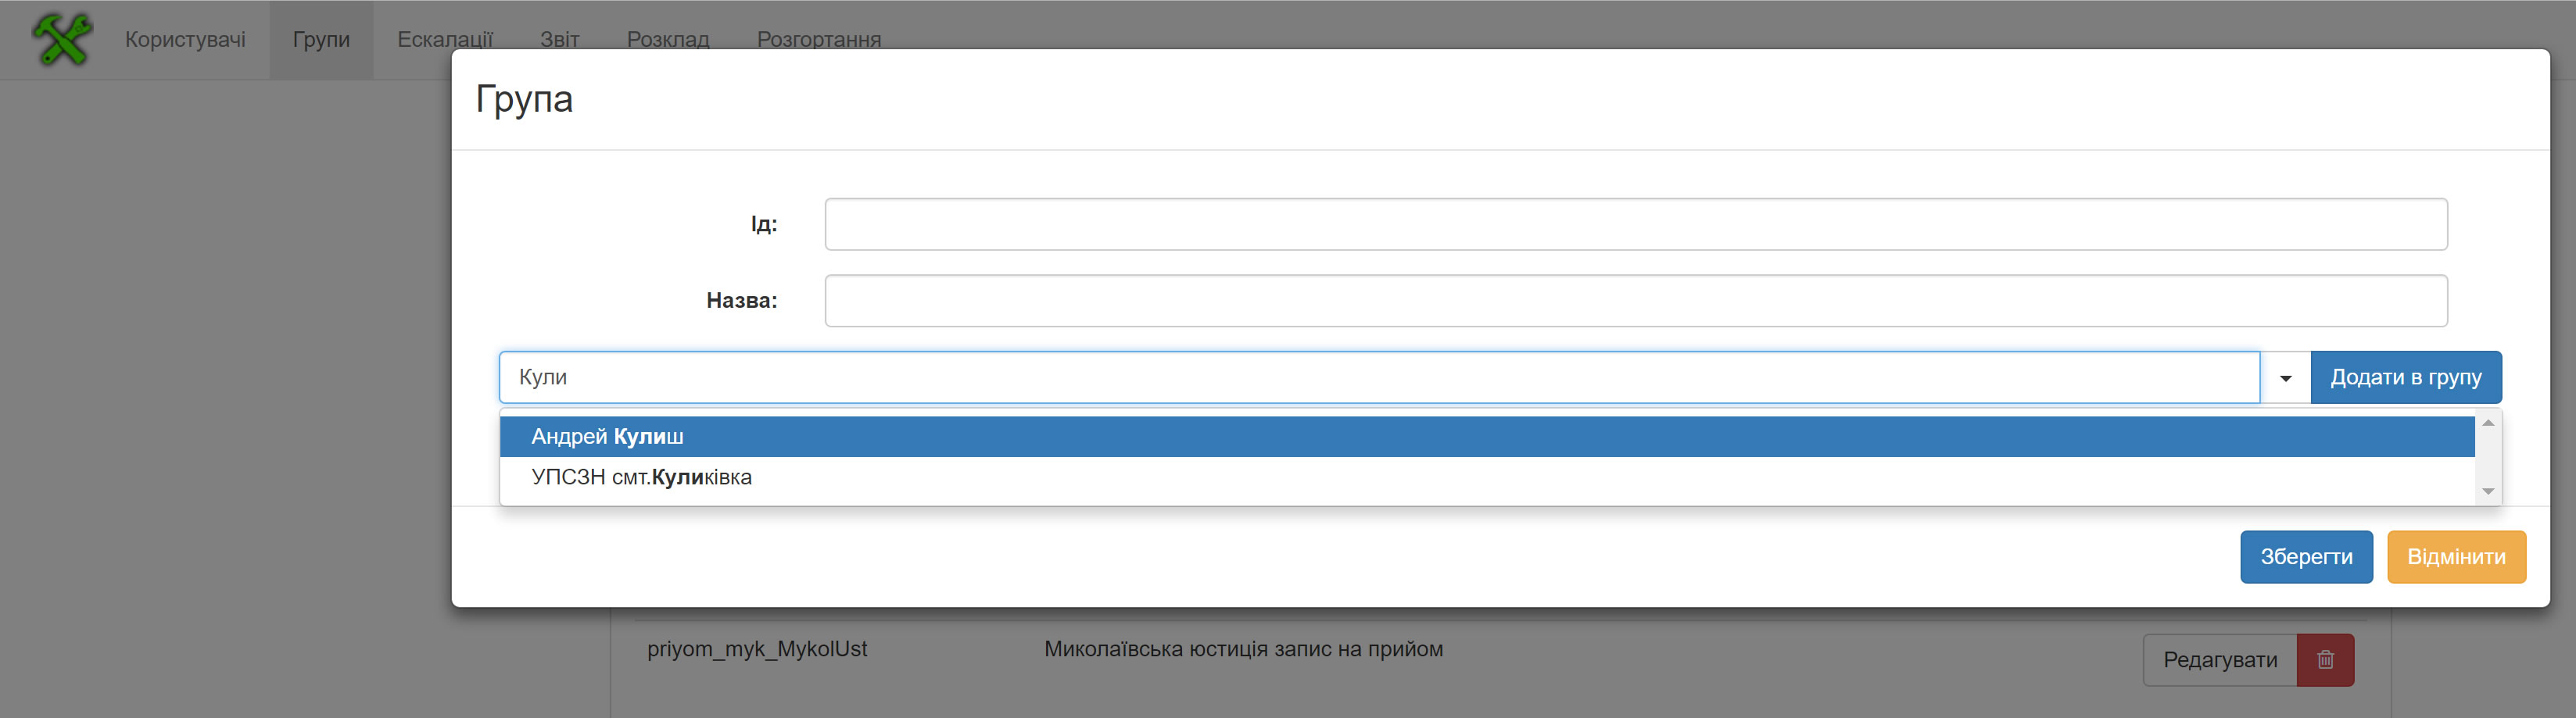 Користувачі Групи Ескалації Звіт Розклад Розгортання
Група
Ід:
Назва:
Кули Додати в групу
Андрей Кулиш
УПСЗН смт.Куликівка
Зберегти Відмінити
priyom_myk_MykolUst Миколаївська юстиція запис на прийом Редагувати